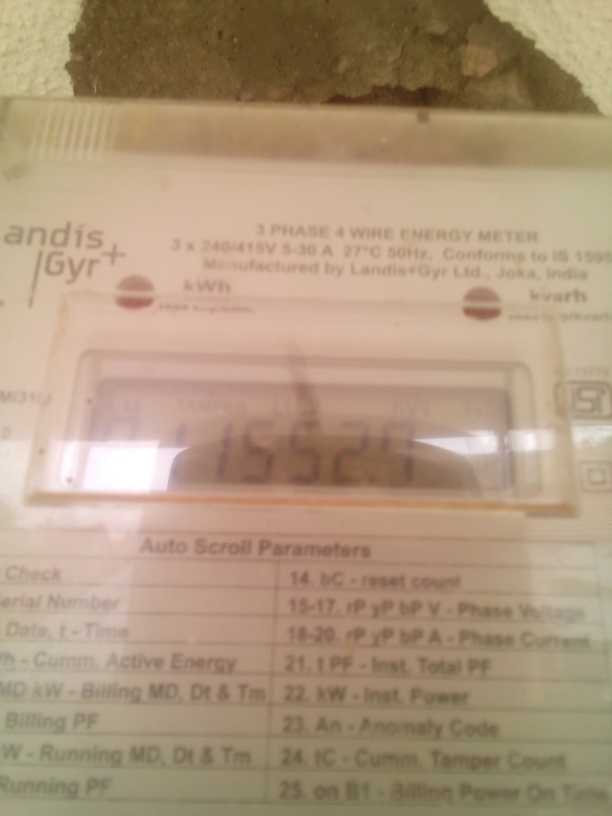 andis
Gyr+
3 PHASE 4 WIRE ENERGY METER
3 x 240/415V 5-30 A 27°C 50Hz, Conforms to IS 1595
Manufactured by Landis+Gyr Ltd., Joka, India
kWh
kvarh
TAMPER
Auto Scroll Parameters
Check
erial Number
Date, t - Time
h - Cumm. Active Energy
MD kW - Billing MD, Dt & Tm
Billing PF
W - Running MD, Dt & Tm
Running PF
14. bC - reset count
15-17. rP yP bP V - Phase Voltage
18-20. rP yP bP A - Phase Current
21. t PF - Inst. Total PF
22. kW - Inst. Power
23. An - Anomaly Code
24. tC - Cumm. Tamper Count
25. on B1 - Billing Power On Time